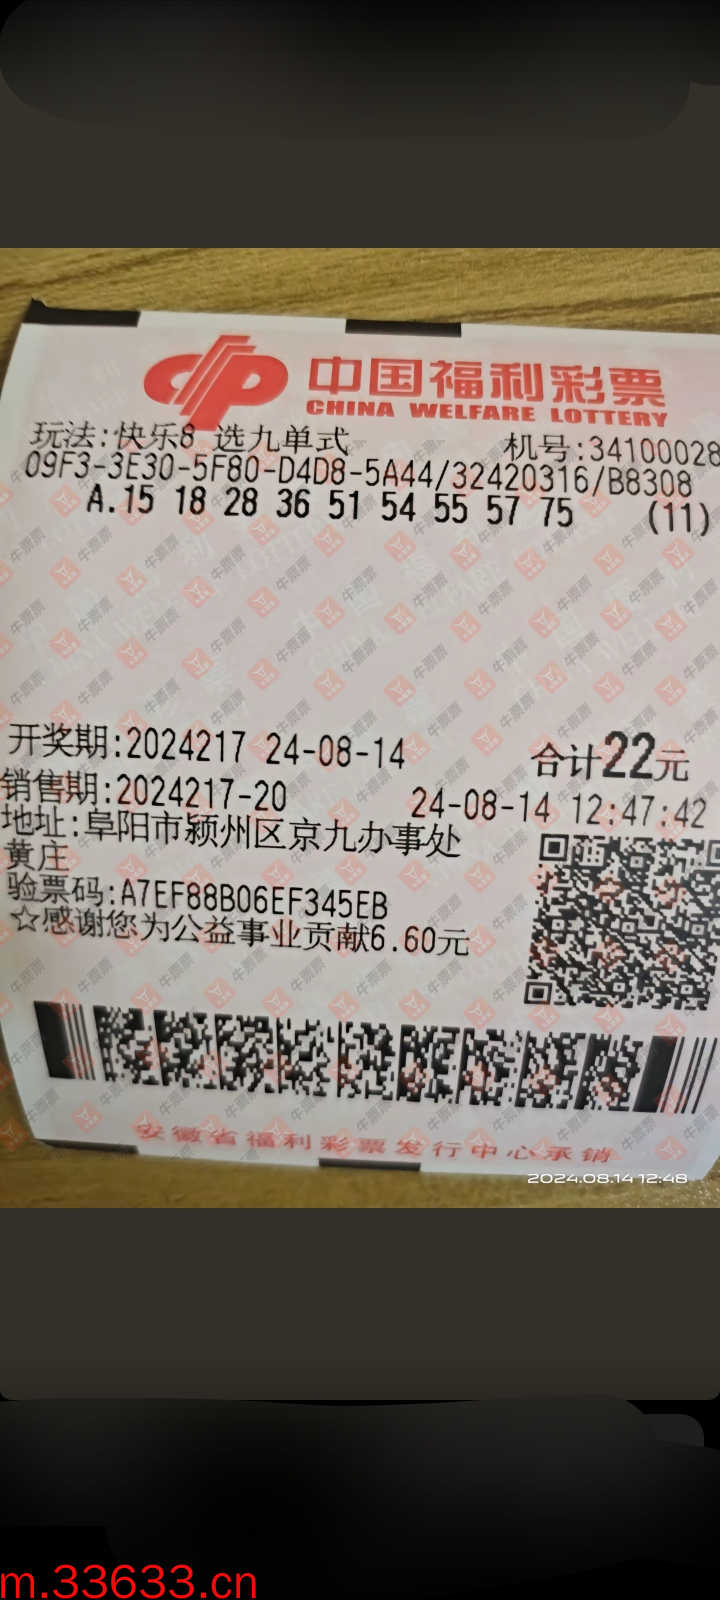 中国福利彩票
CHINA WELFARE LOTTERY
玩法:快乐8 选九单式 机号:34100028
09F3-3E30-5F80-D4D8-5A44/32420316/B8308
A.15 18 28 36 51 54 55 57 75 (11)
开奖期:2024217 24-08-14 合计22元
销售期:2024217-20 24-08-14 12:47:42
地址:阜阳市颍州区京九办事处
黄庄
验票码:A7EF88B06EF345EB
☆感谢您为公益事业贡献6.60元
安徽省福利彩票发行中心承销
2024.08.14 12:48
牛票票
m.33633.cn